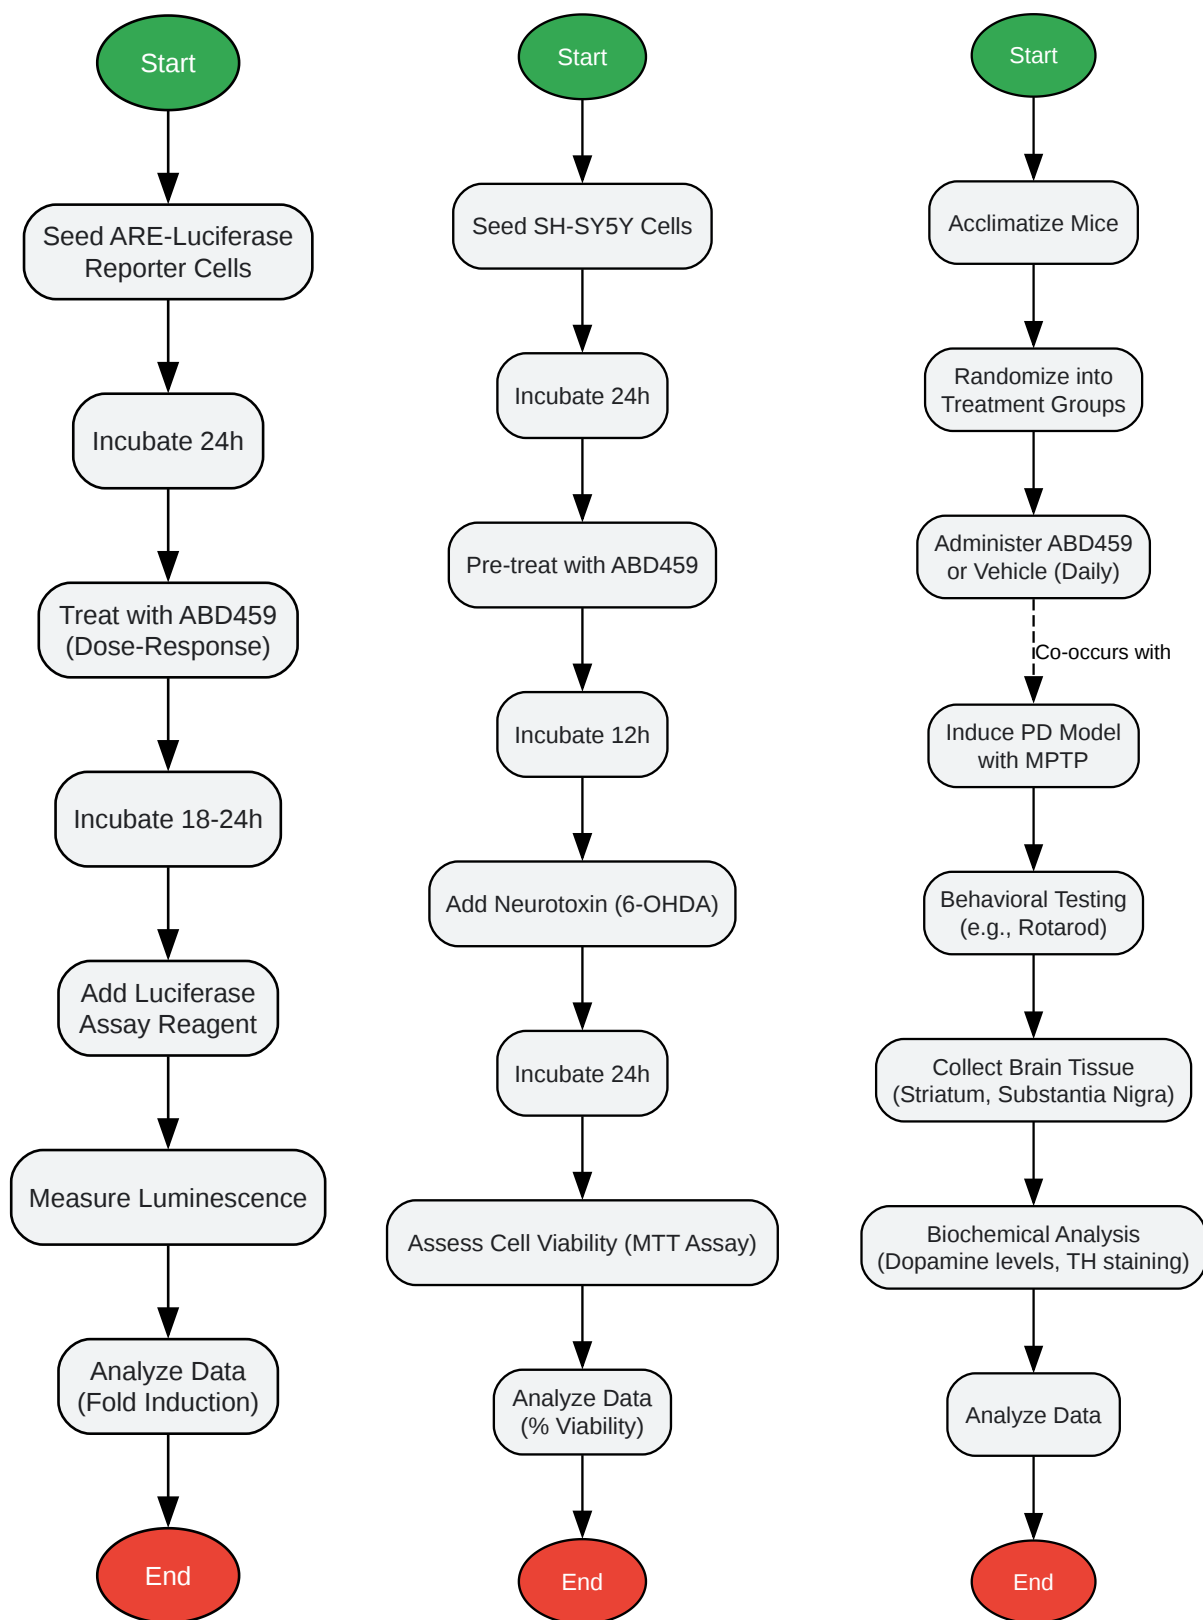 Start
Seed ARE-Luciferase
Reporter Cells
Incubate 24h
Treat with ABD459
(Dose-Response)
Incubate 18-24h
Add Luciferase
Assay Reagent
Measure Luminescence
Analyze Data
(Fold Induction)
End
Start
Seed SH-SY5Y Cells
Incubate 24h
Pre-treat with ABD459
Incubate 12h
Add Neurotoxin (6-OHDA)
Incubate 24h
Assess Cell Viability (MTT Assay)
Analyze Data
(% Viability)
End
Start
Acclimatize Mice
Randomize into
Treatment Groups
Administer ABD459
or Vehicle (Daily)
Co-occurs with
Induce PD Model
with MPTP
Behavioral Testing
(e.g., Rotarod)
Collect Brain Tissue
(Striatum, Substantia Nigra)
Biochemical Analysis
(Dopamine levels, TH staining)
Analyze Data
End